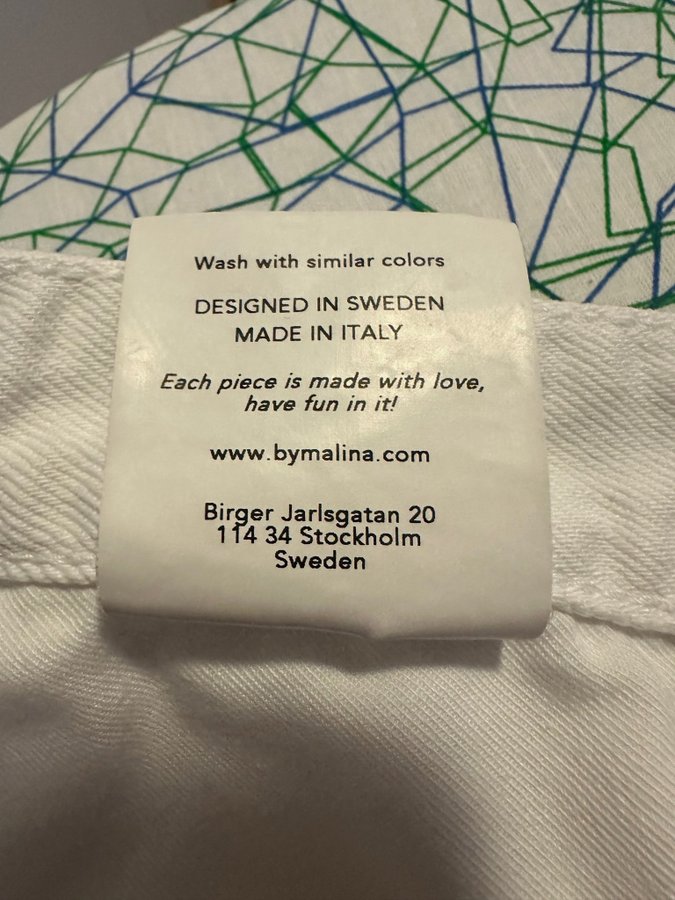 Wash with similar colors
DESIGNED IN SWEDEN
MADE IN ITALY
Each piece is made with love,
have fun in it!
www.bymalina.com
Birger Jarlsgatan 20
114 34 Stockholm
Sweden